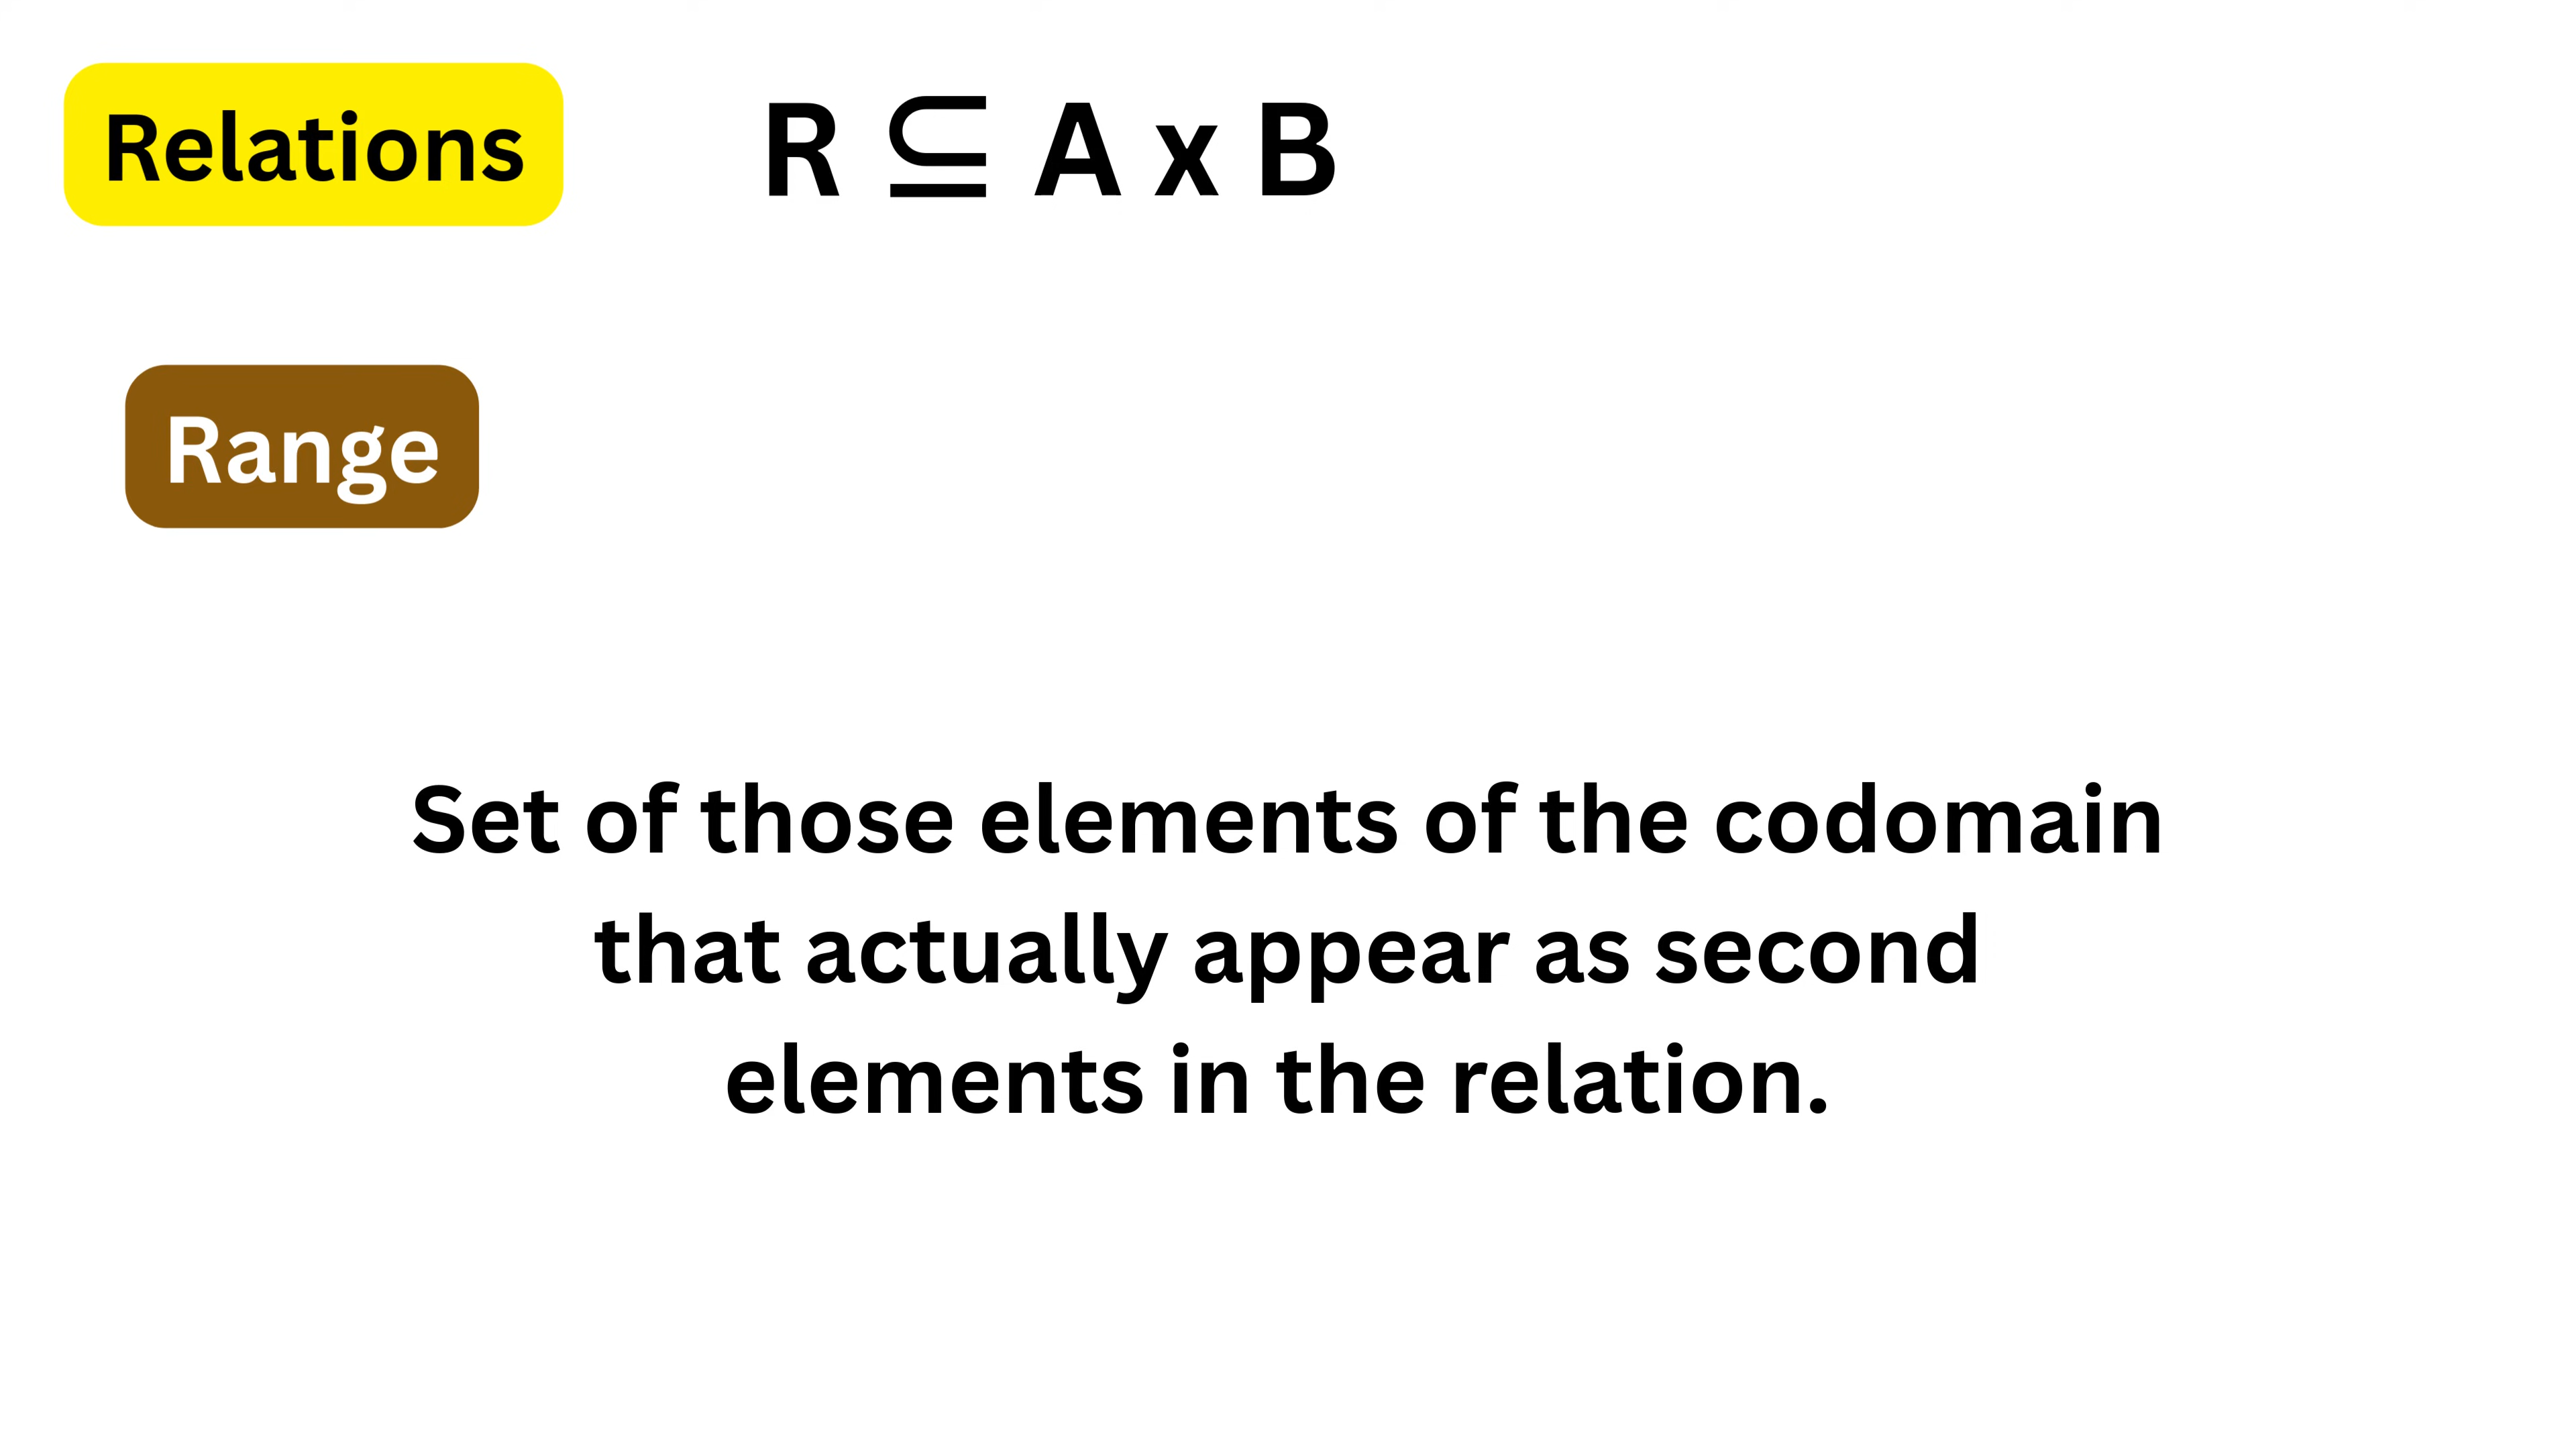 Relations
R ⊆ A x B
Range
Set of those elements of the codomain
that actually appear as second
elements in the relation.